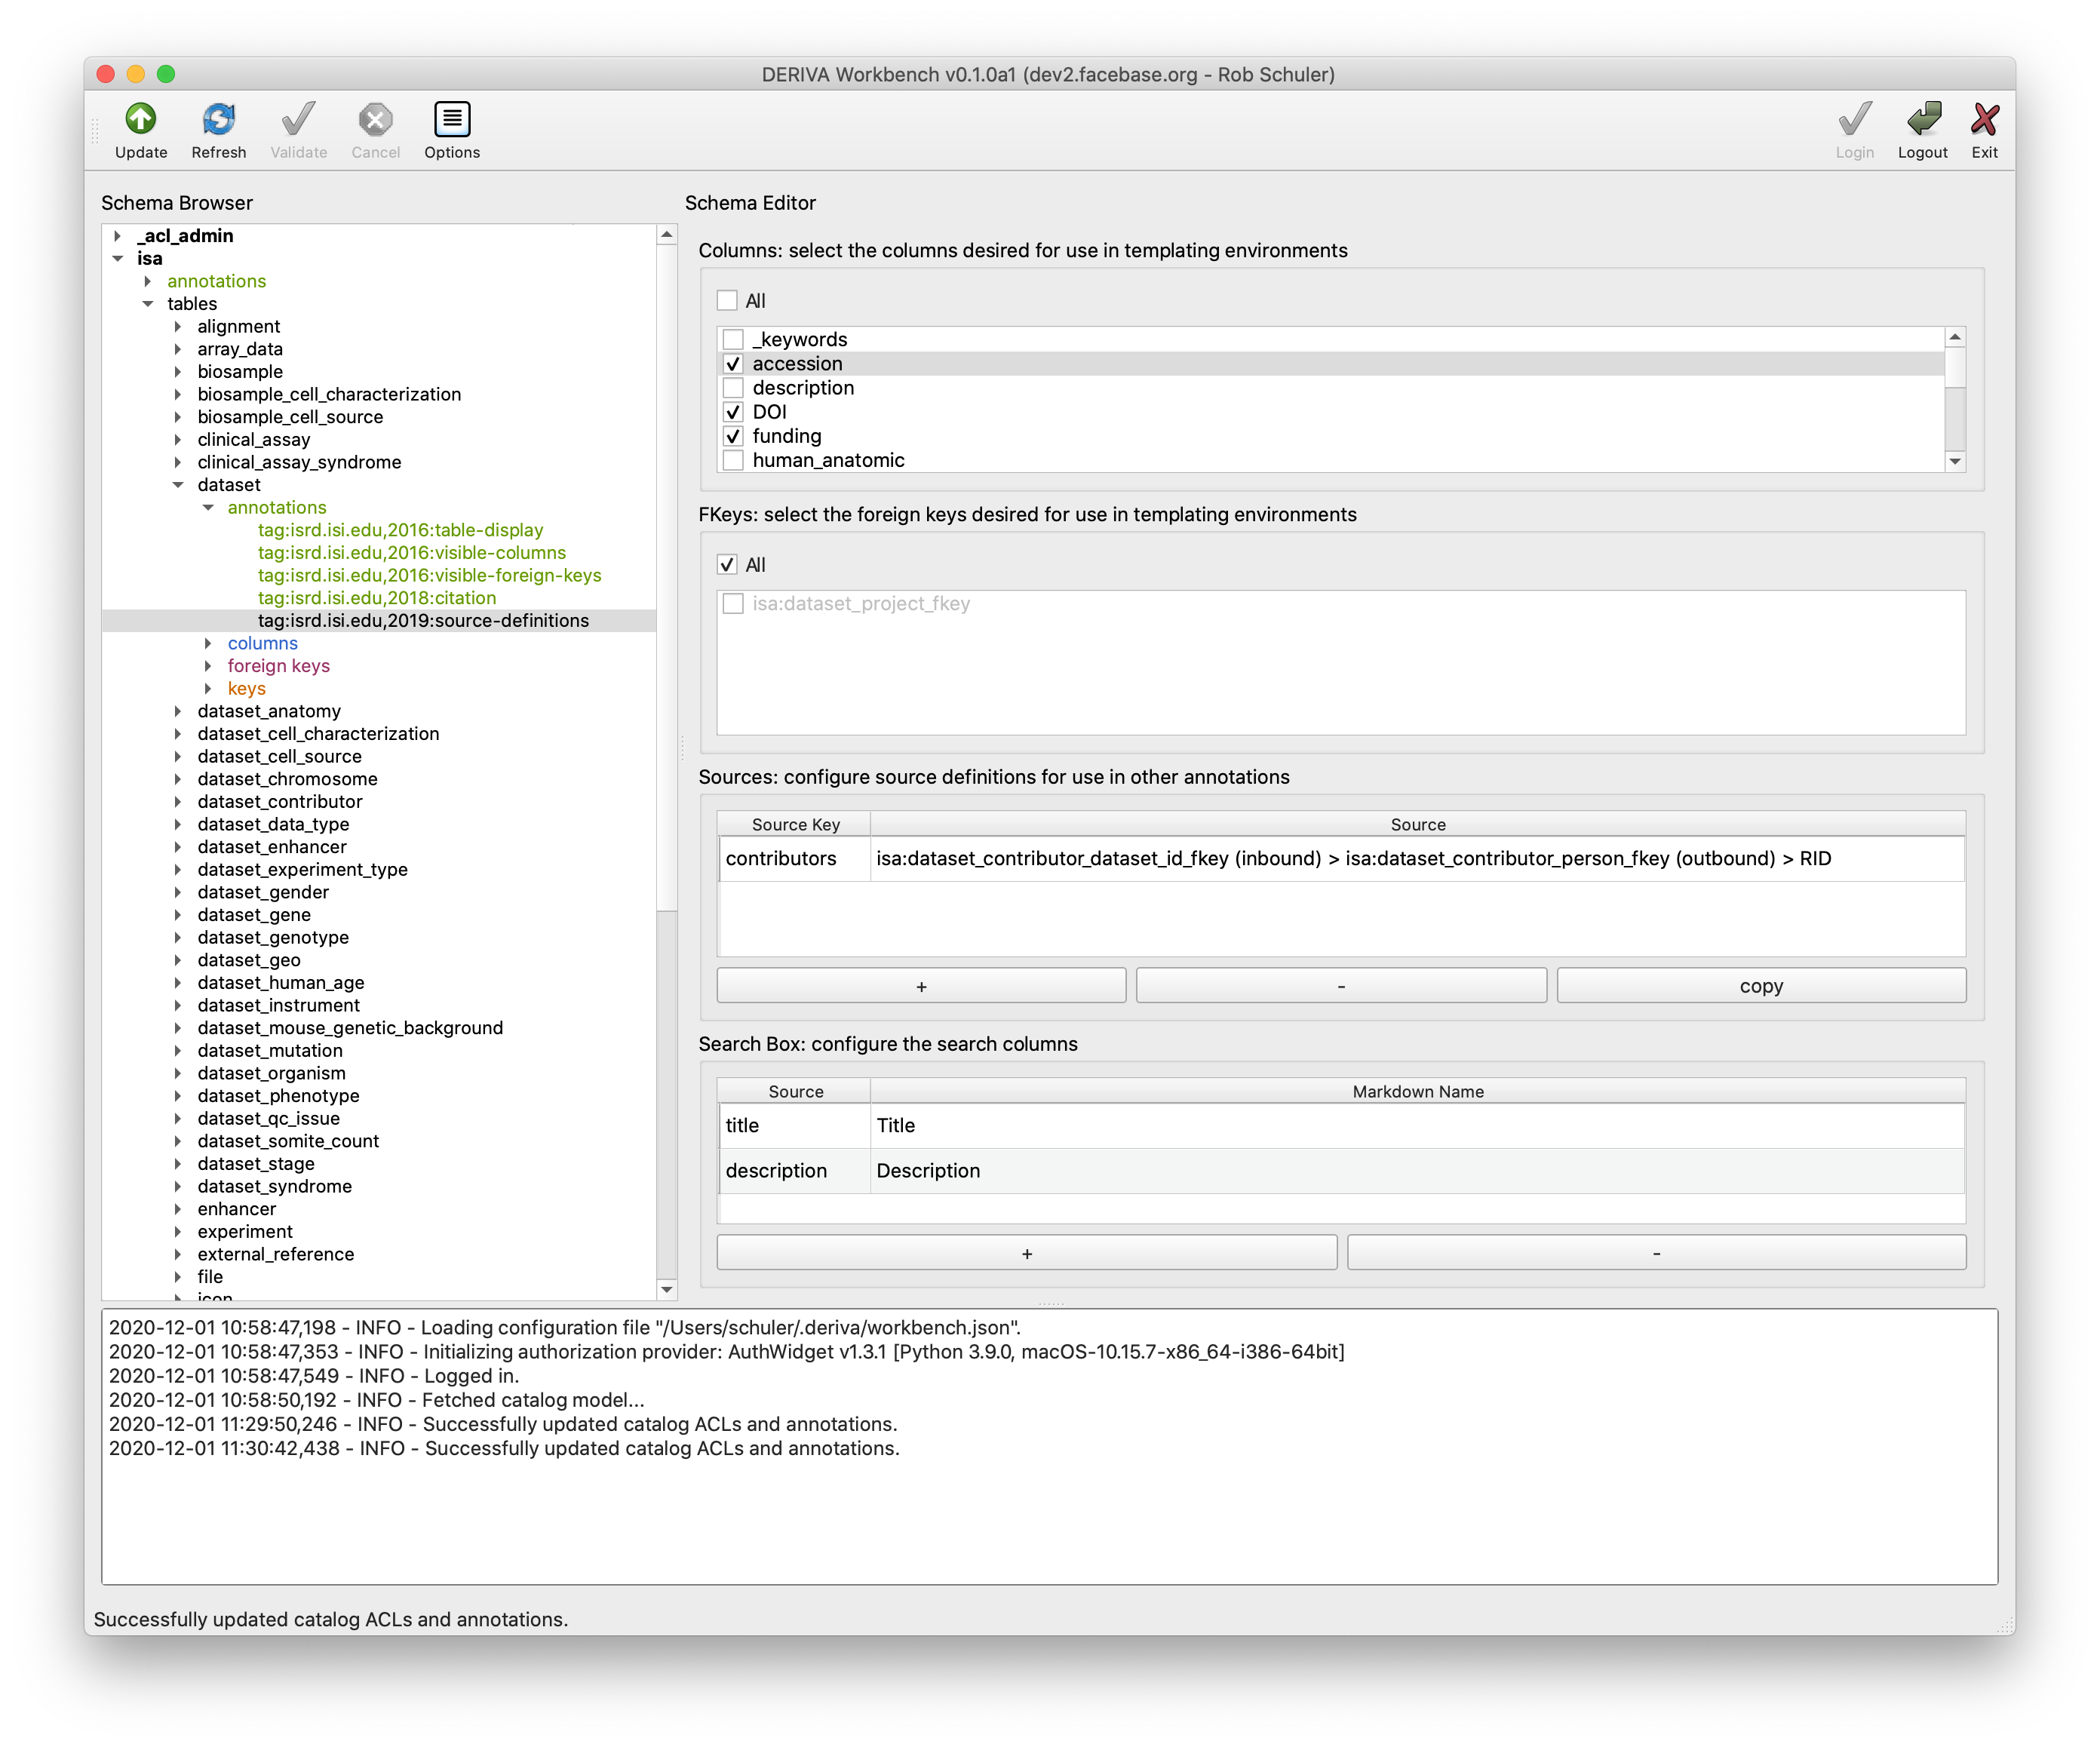 DERIVA Workbench v0.1.0a1 (dev2.facebase.org - Rob Schuler)
Update Refresh Validate Cancel Options Login Logout Exit
Schema Browser
_acl_admin
isa
annotations
tables
alignment
array_data
biosample
biosample_cell_characterization
biosample_cell_source
clinical_assay
clinical_assay_syndrome
dataset
annotations
tag:isrd.isi.edu,2016:table-display
tag:isrd.isi.edu,2016:visible-columns
tag:isrd.isi.edu,2016:visible-foreign-keys
tag:isrd.isi.edu,2018:citation
tag:isrd.isi.edu,2019:source-definitions
columns
foreign keys
keys
dataset_anatomy
dataset_cell_characterization
dataset_cell_source
dataset_chromosome
dataset_contributor
dataset_data_type
dataset_enhancer
dataset_experiment_type
dataset_gender
dataset_gene
dataset_genotype
dataset_geo
dataset_human_age
dataset_instrument
dataset_mouse_genetic_background
dataset_mutation
dataset_organism
dataset_phenotype
dataset_qc_issue
dataset_somite_count
dataset_stage
dataset_syndrome
enhancer
experiment
external_reference
file
icon
Schema Editor
Columns: select the columns desired for use in templating environments
All
_keywords
accession
description
DOI
funding
human_anatomic
FKeys: select the foreign keys desired for use in templating environments
All
isa:dataset_project_fkey
Sources: configure source definitions for use in other annotations
Source Key Source
contributors isa:dataset_contributor_dataset_id_fkey (inbound) > isa:dataset_contributor_person_fkey (outbound) > RID
+ - copy
Search Box: configure the search columns
Source Markdown Name
title Title
description Description
+ -
2020-12-01 10:58:47,198 - INFO - Loading configuration file "/Users/schuler/.deriva/workbench.json".
2020-12-01 10:58:47,353 - INFO - Initializing authorization provider: AuthWidget v1.3.1 [Python 3.9.0, macOS-10.15.7-x86_64-i386-64bit]
2020-12-01 10:58:47,549 - INFO - Logged in.
2020-12-01 10:58:50,192 - INFO - Fetched catalog model...
2020-12-01 11:29:50,246 - INFO - Successfully updated catalog ACLs and annotations.
2020-12-01 11:30:42,438 - INFO - Successfully updated catalog ACLs and annotations.
Successfully updated catalog ACLs and annotations.